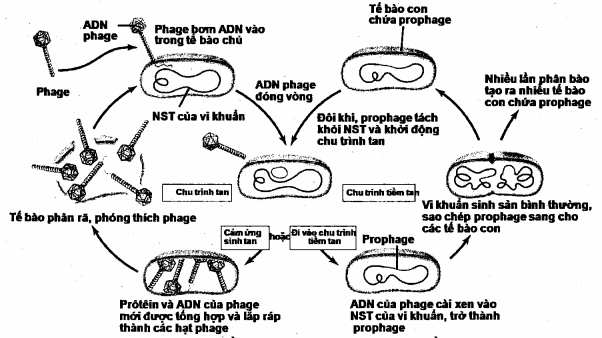 ADN
phage
Phage bơm ADN vào
trong tế bào chủ
Tế bào con
chứa prophage
Phage
NST của vi khuẩn
ADN phage
đóng vòng
Nhiều lần phân bào
tạo ra nhiều tế bào
con chứa prophage
Đôi khi, prophage tách
khỏi NST và khởi động
chu trình tan
Chu trình tan
Chu trình tiềm tan
Tế bào phân rã, phóng thích phage
Vi khuẩn sinh sản bình thường,
sao chép prophage sang cho
các tế bào con
Cảm ứng
sinh tan
hoặc
Đi vào chu trình
tiềm tan
Prophage
Prôtêin và ADN của phage
mới được tổng hợp và lắp ráp
thành các hạt phage
ADN của phage cài xen vào
NST của vi khuẩn, trở thành
prophage